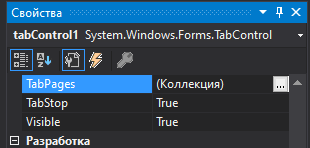 Свойства
tabControl1 System.Windows.Forms.TabControl
TabPages (Коллекция) ...
TabStop True
Visible True
Разработка